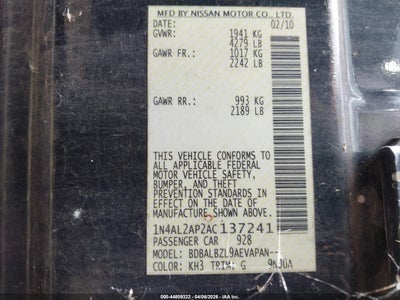 MFD BY NISSAN MOTOR CO., LTD.
DATE: 02/10
GVWR: 1941 KG
4279 LB
GAWR FR.: 1017 KG
2242 LB
GAWR RR.: 993 KG
2189 LB
THIS VEHICLE CONFORMS TO
ALL APPLICABLE FEDERAL
MOTOR VEHICLE SAFETY,
BUMPER, AND THEFT
PREVENTION STANDARDS IN
EFFECT ON THE DATE OF
MANUFACTURE SHOWN ABOVE.
1N4AL2AP2AC137241
PASSENGER CAR 928
MODEL: BDBALBZL9AEVAPAN--
COLOR: KH3 TRIM: G
© IAA 44809322 - 04/06/2026 -